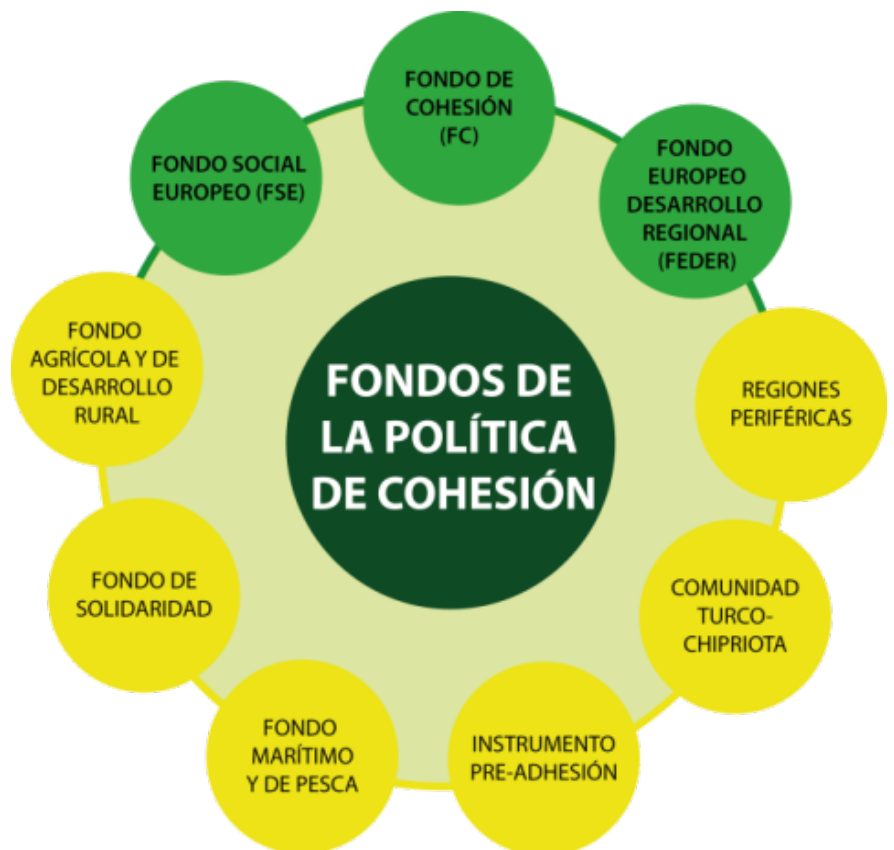 FONDO DE
COHESIÓN
(FC)
FONDO SOCIAL
EUROPEO (FSE)
FONDO
EUROPEO
DESARROLLO
REGIONAL
(FEDER)
FONDO
AGRÍCOLA Y DE
DESARROLLO
RURAL
FONDOS DE
LA POLÍTICA
DE COHESIÓN
REGIONES
PERIFÉRICAS
FONDO DE
SOLIDARIDAD
COMUNIDAD
TURCO-
CHIPRIOTA
FONDO
MARÍTIMO
Y DE PESCA
INSTRUMENTO
PRE-ADHESIÓN